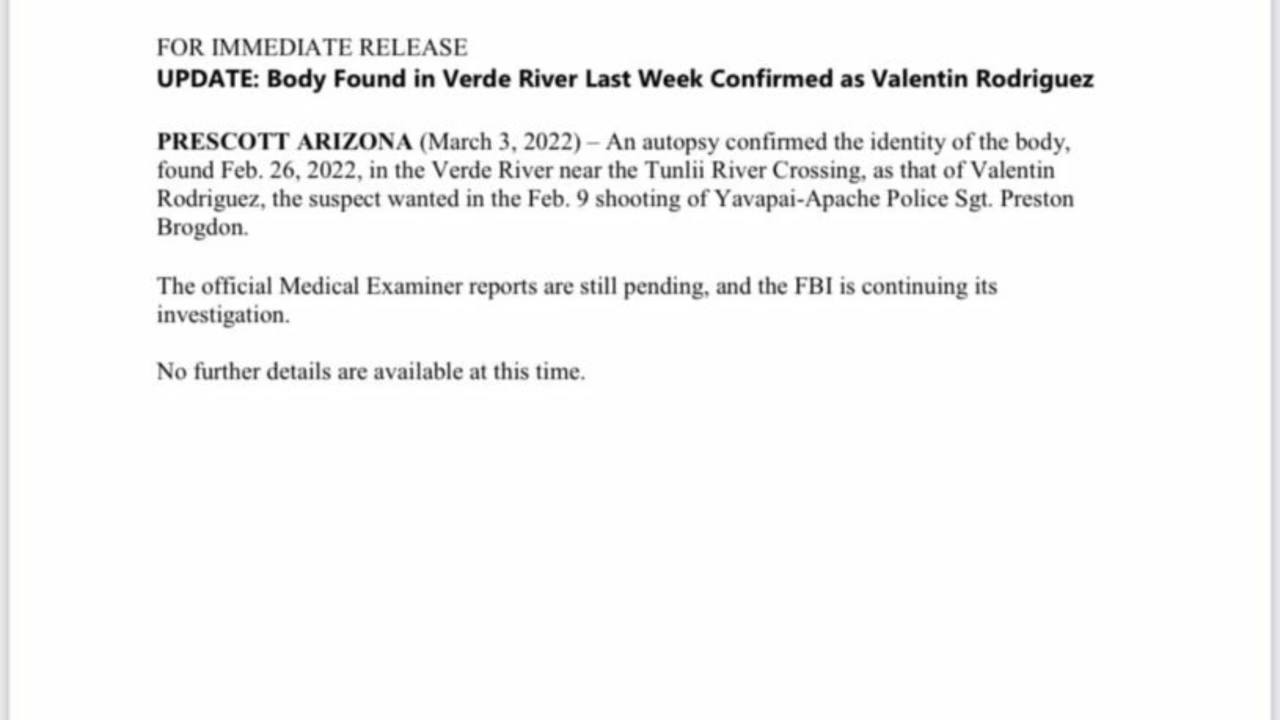 FOR IMMEDIATE RELEASE
UPDATE: Body Found in Verde River Last Week Confirmed as Valentin Rodriguez
PRESCOTT ARIZONA (March 3, 2022) – An autopsy confirmed the identity of the body,
found Feb. 26, 2022, in the Verde River near the Tunlii River Crossing, as that of Valentin
Rodriguez, the suspect wanted in the Feb. 9 shooting of Yavapai-Apache Police Sgt. Preston
Brogdon.
The official Medical Examiner reports are still pending, and the FBI is continuing its
investigation.
No further details are available at this time.